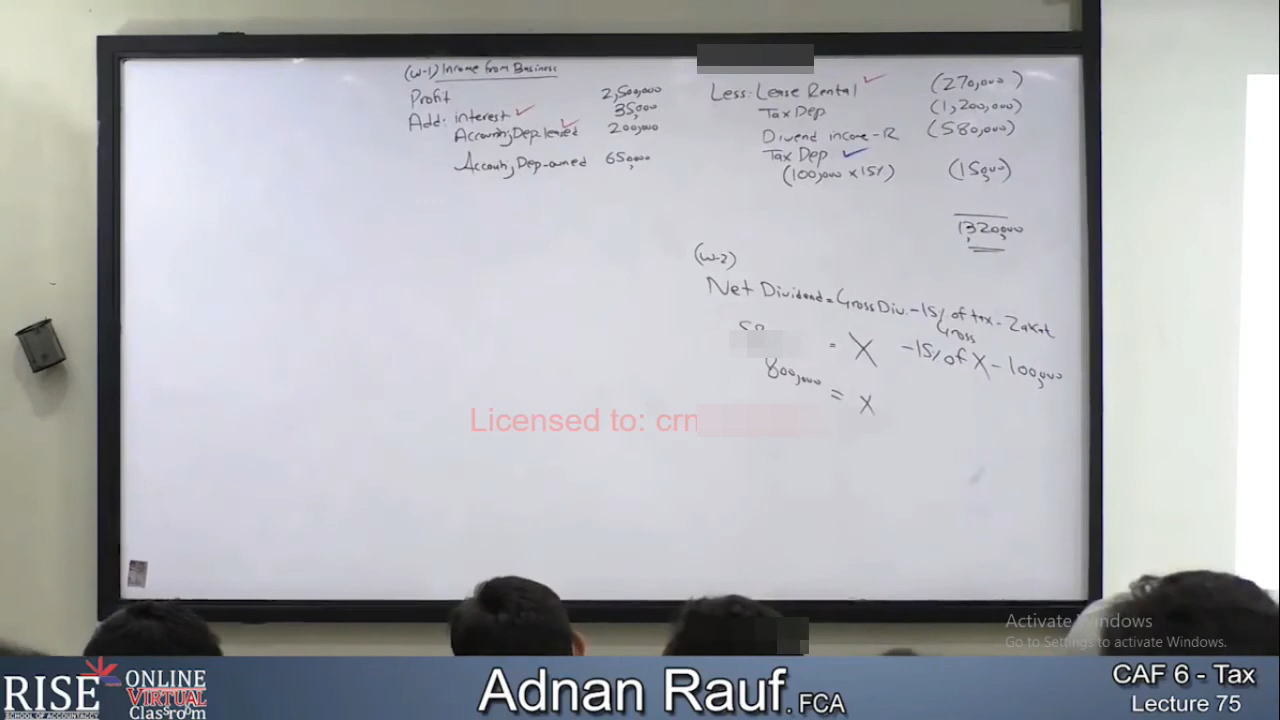 (W-1) Income from Business
Profit 2,500,000
Add: interest ✓ 35,000
Accounting Dep. leased ✓ 200,000
Accounting Dep-owned 650,000
Less: Lease Rental ✓ (270,000)
Tax Dep (1,200,000)
Divend income-R (580,000)
Tax Dep ✓
(100,000 x 15%) (15,000)
1,320,000
(W-2)
Net Dividend = Gross Div. - 15% of tax - Zakat
Gross
58 = X - 15% of X - 100,000
800,000 = X
Licensed to: crn
Activate Windows
Go to Settings to activate Windows.
RISE
SCHOOL OF ACCOUNTANCY
ONLINE
VIRTUAL
Classroom
Adnan Rauf. FCA
CAF 6 - Tax
Lecture 75